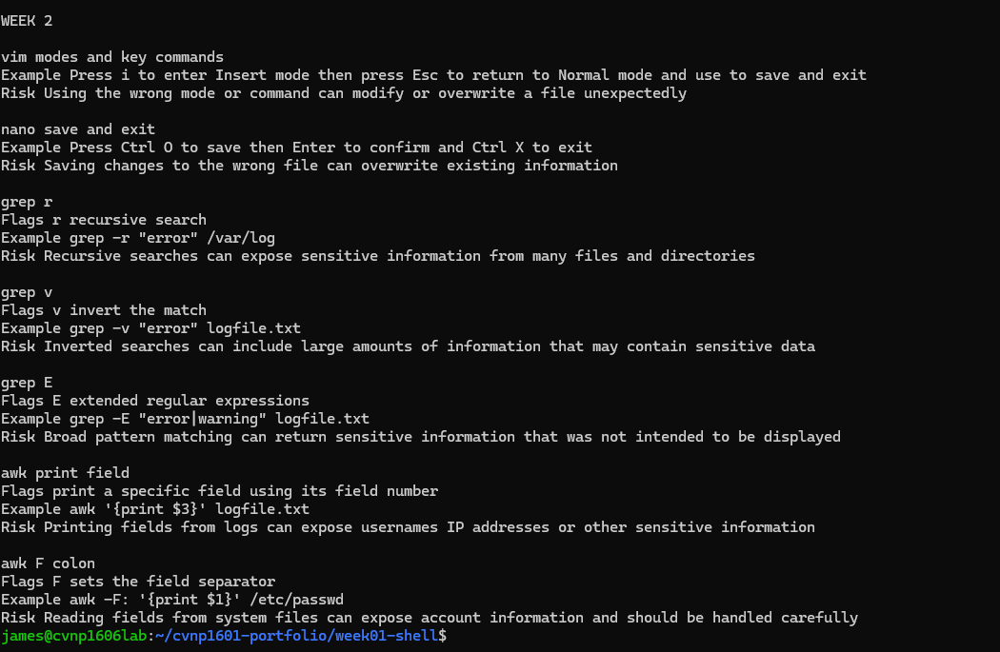 WEEK 2
vim modes and key commands
Example Press i to enter Insert mode then press Esc to return to Normal mode and use to save and exit
Risk Using the wrong mode or command can modify or overwrite a file unexpectedly
nano save and exit
Example Press Ctrl O to save then Enter to confirm and Ctrl X to exit
Risk Saving changes to the wrong file can overwrite existing information
grep r
Flags r recursive search
Example grep -r "error" /var/log
Risk Recursive searches can expose sensitive information from many files and directories
grep v
Flags v invert the match
Example grep -v "error" logfile.txt
Risk Inverted searches can include large amounts of information that may contain sensitive data
grep E
Flags E extended regular expressions
Example grep -E "error|warning" logfile.txt
Risk Broad pattern matching can return sensitive information that was not intended to be displayed
awk print field
Flags print a specific field using its field number
Example awk '{print $3}' logfile.txt
Risk Printing fields from logs can expose usernames IP addresses or other sensitive information
awk F colon
Flags F sets the field separator
Example awk -F: '{print $1}' /etc/passwd
Risk Reading fields from system files can expose account information and should be handled carefully
james@cvnp1606lab:~/cvnp1601-portfolio/week01-shell$